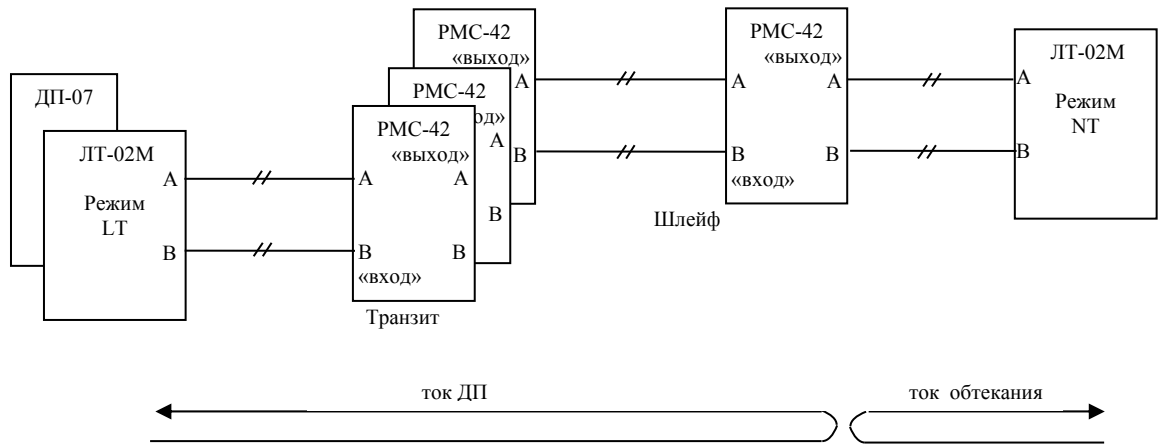 ДП-07
ЛТ-02М
Режим
LT
А
В
РМС-42
«выход»
А
А
В
В
«вход»
Транзит
РМС-42
од»
А
В
РМС-42
«выход»
А
В
Шлейф
РМС-42
«выход»
А
А
В
В
«вход»
ЛТ-02М
Режим
NT
А
В
ток ДП
ток обтекания